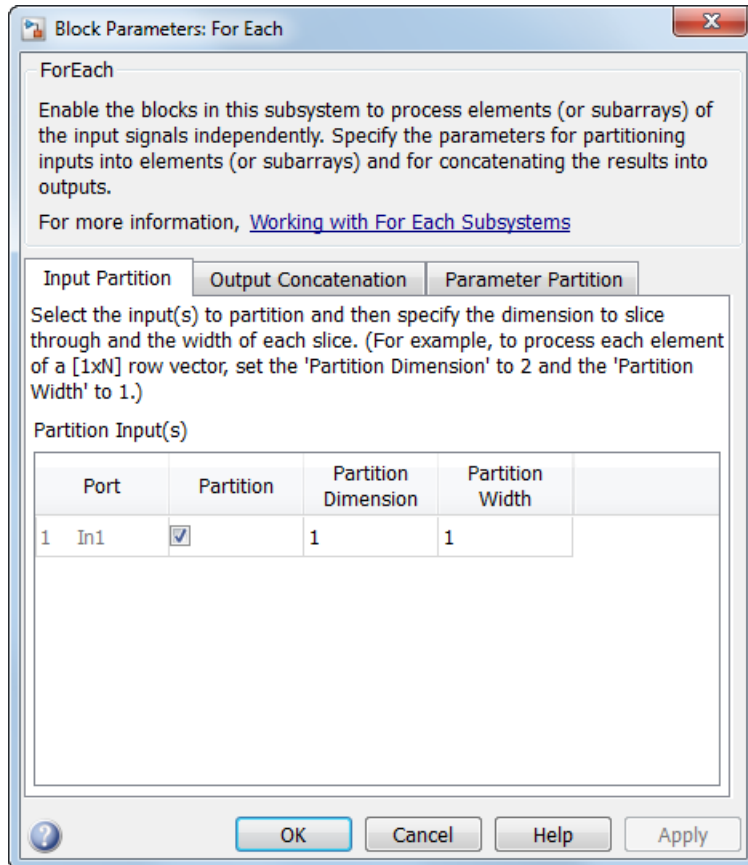 Block Parameters: For Each
X
ForEach
Enable the blocks in this subsystem to process elements (or subarrays) of
the input signals independently. Specify the parameters for partitioning
inputs into elements (or subarrays) and for concatenating the results into
outputs.
For more information, Working with For Each Subsystems
Input Partition Output Concatenation Parameter Partition
Select the input(s) to partition and then specify the dimension to slice
through and the width of each slice. (For example, to process each element
of a [1xN] row vector, set the 'Partition Dimension' to 2 and the 'Partition
Width' to 1.)
Partition Input(s)
Port Partition Partition Dimension Partition Width
1 In1 1 1
? OK Cancel Help Apply